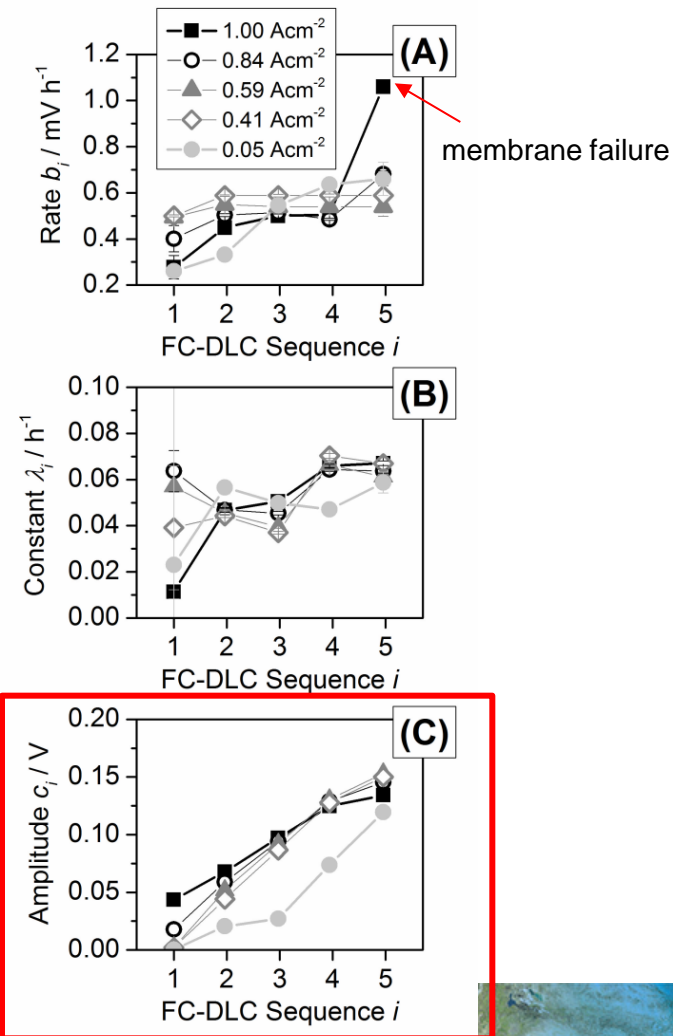 1.00 Acm⁻²
0.84 Acm⁻²
0.59 Acm⁻²
0.41 Acm⁻²
0.05 Acm⁻²
(A)
membrane failure
Rate bᵢ / mV h⁻¹
1.2
1.0
0.8
0.6
0.4
0.2
1 2 3 4 5
FC-DLC Sequence i
(B)
Constant λᵢ / h⁻¹
0.10
0.08
0.06
0.04
0.02
0.00
1 2 3 4 5
FC-DLC Sequence i
(C)
Amplitude cᵢ / V
0.20
0.15
0.10
0.05
0.00
1 2 3 4 5
FC-DLC Sequence i